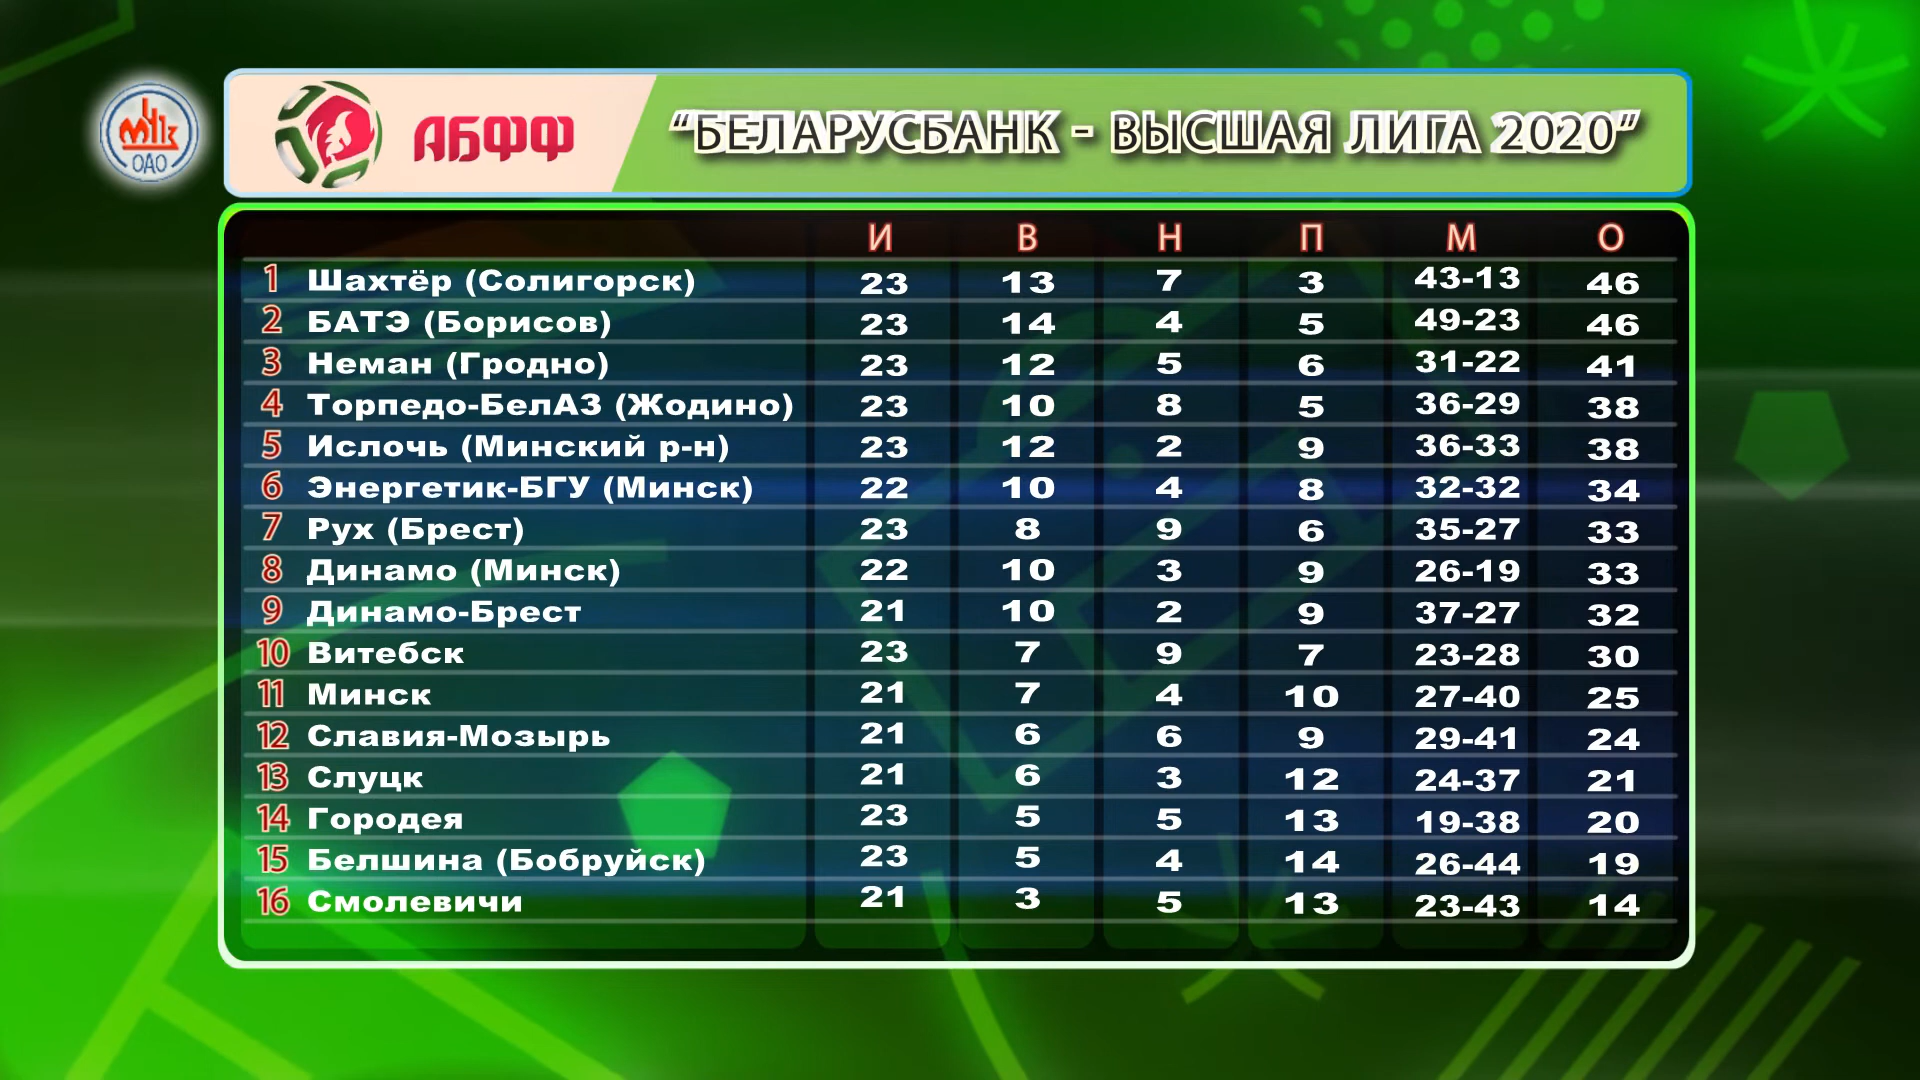 МЧПЗ
ОАО
АБФФ
“БЕЛАРУСБАНК - ВЫСШАЯ ЛИГА 2020”
И В Н П М О
1 Шахтёр (Солигорск) 23 13 7 3 43-13 46
2 БАТЭ (Борисов) 23 14 4 5 49-23 46
3 Неман (Гродно) 23 12 5 6 31-22 41
4 Торпедо-БелАЗ (Жодино) 23 10 8 5 36-29 38
5 Ислочь (Минский р-н) 23 12 2 9 36-33 38
6 Энергетик-БГУ (Минск) 22 10 4 8 32-32 34
7 Рух (Брест) 23 8 9 6 35-27 33
8 Динамо (Минск) 22 10 3 9 26-19 33
9 Динамо-Брест 21 10 2 9 37-27 32
10 Витебск 23 7 9 7 23-28 30
11 Минск 21 7 4 10 27-40 25
12 Славия-Мозырь 21 6 6 9 29-41 24
13 Слуцк 21 6 3 12 24-37 21
14 Городея 23 5 5 13 19-38 20
15 Белшина (Бобруйск) 23 5 4 14 26-44 19
16 Смолевичи 21 3 5 13 23-43 14